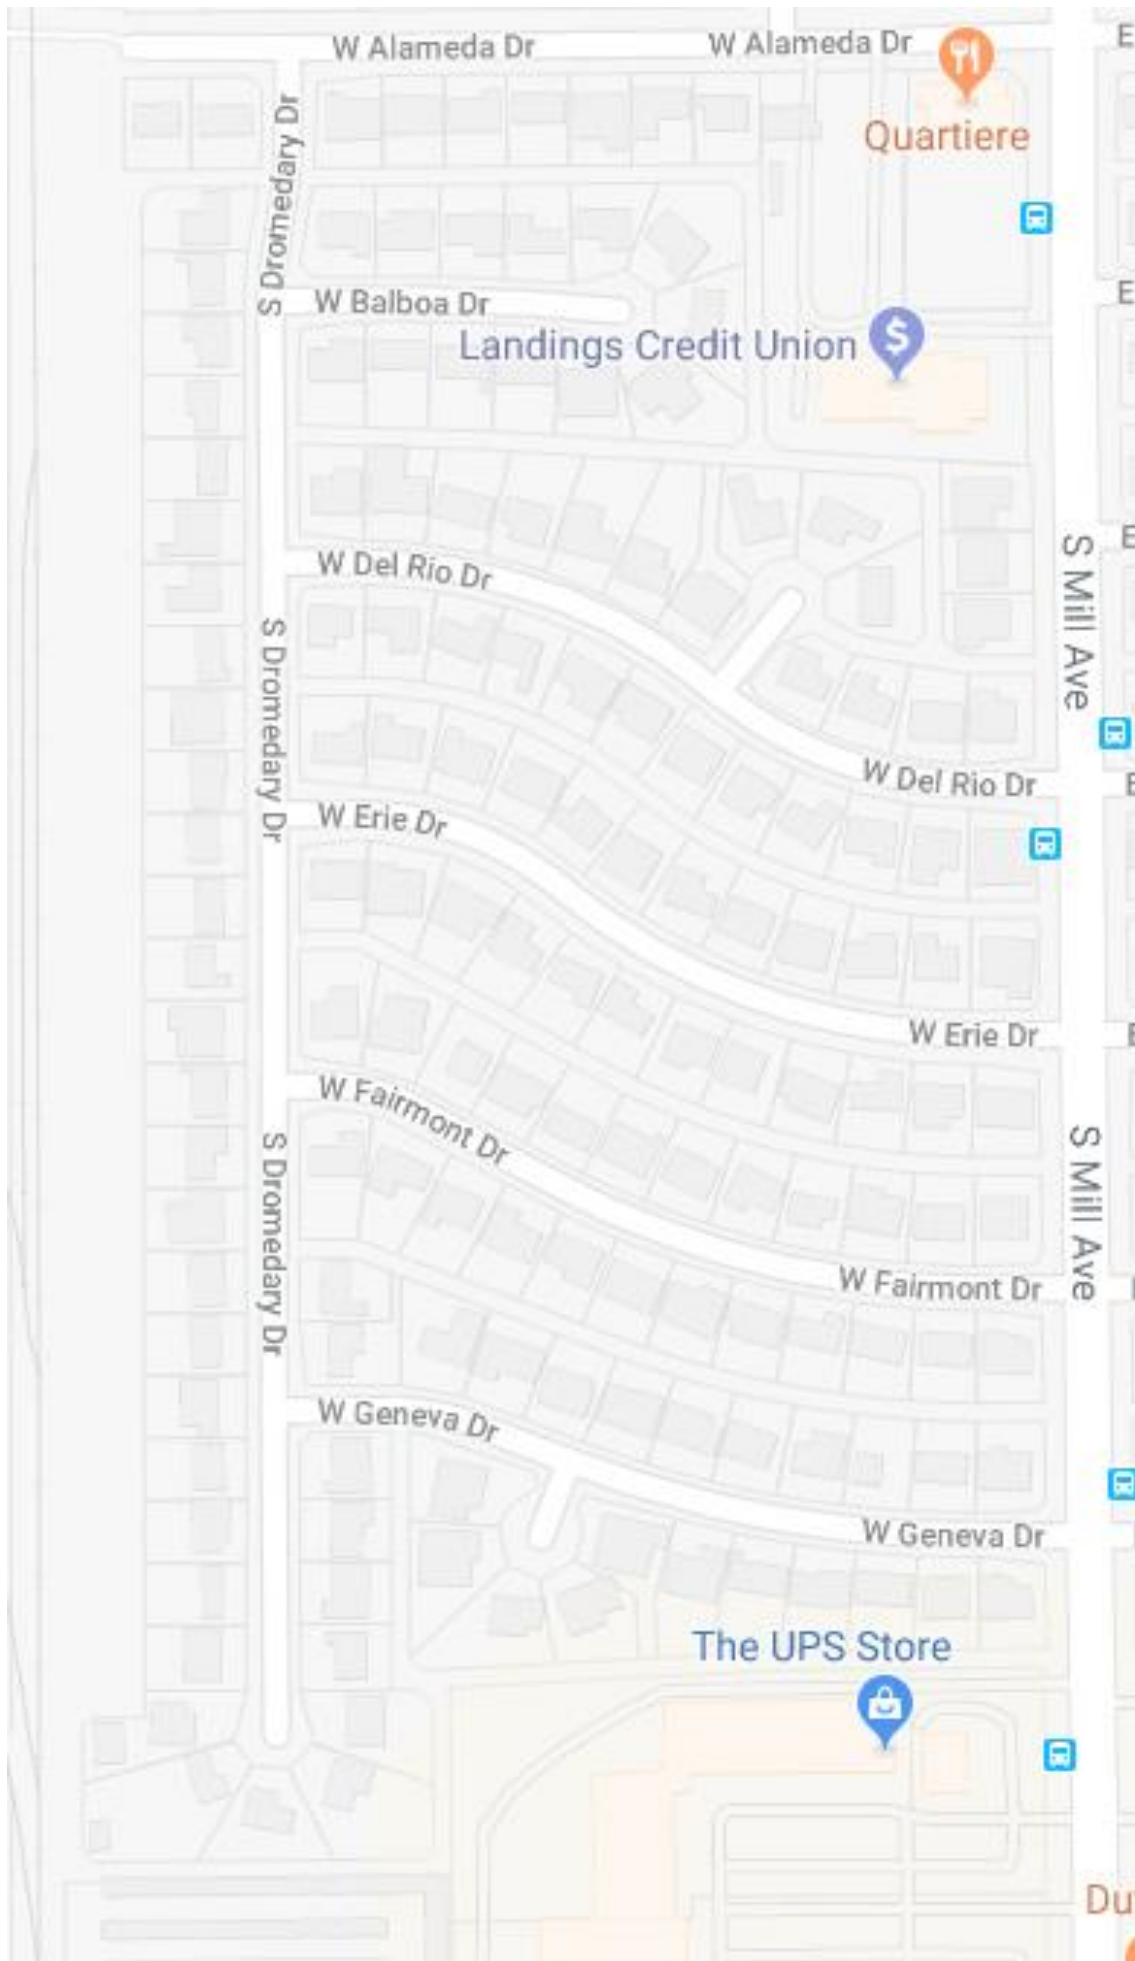 W Alameda Dr
W Alameda Dr
E
Quartiere
S Dromedary Dr
W Balboa Dr
E
Landings Credit Union
$
W Del Rio Dr
E
S Mill Ave
S Dromedary Dr
W Del Rio Dr
E
W Erie Dr
W Erie Dr
E
W Fairmont Dr
S Dromedary Dr
S Mill Ave
W Fairmont Dr
W Geneva Dr
W Geneva Dr
The UPS Store
Du